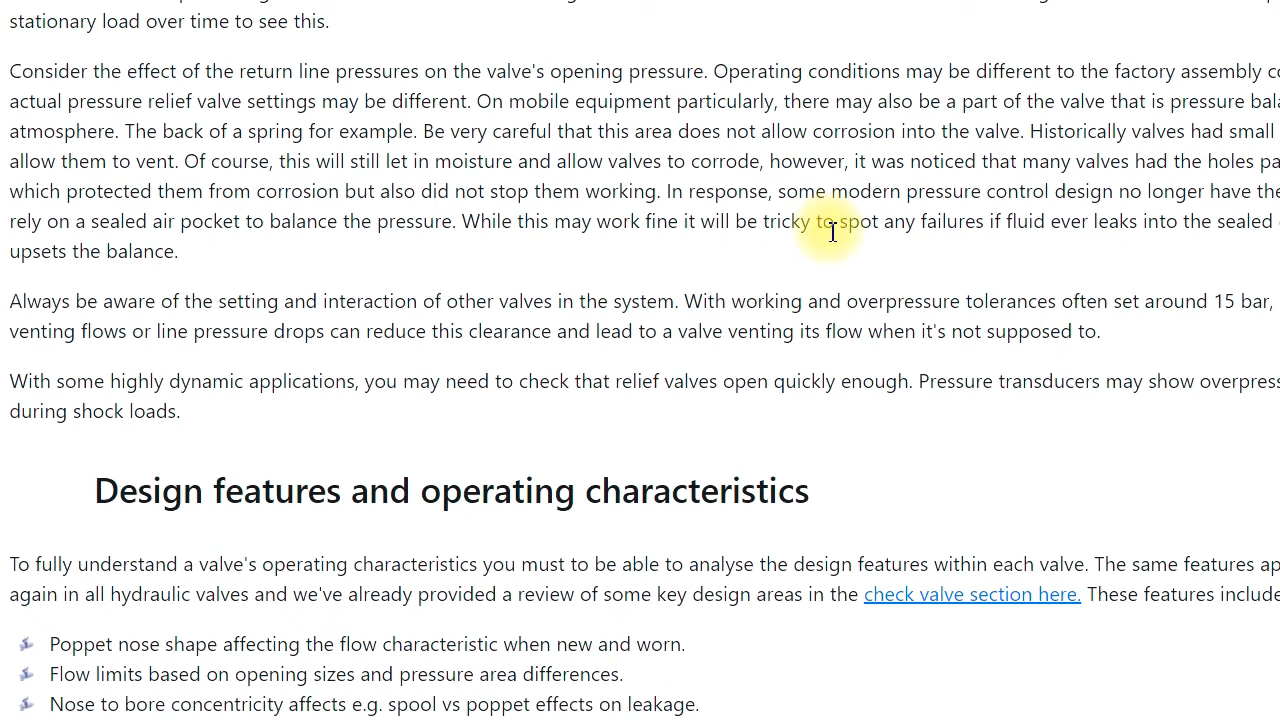 stationary load over time to see this.
Consider the effect of the return line pressures on the valve's opening pressure. Operating conditions may be different to the factory assembly
actual pressure relief valve settings may be different. On mobile equipment particularly, there may also be a part of the valve that is pressure
atmosphere. The back of a spring for example. Be very careful that this area does not allow corrosion into the valve. Historically valves had small
allow them to vent. Of course, this will still let in moisture and allow valves to corrode, however, it was noticed that many valves had the holes
which protected them from corrosion but also did not stop them working. In response, some modern pressure control design no longer have
rely on a sealed air pocket to balance the pressure. While this may work fine it will be tricky to spot any failures if fluid ever leaks into the sealed
upsets the balance.
Always be aware of the setting and interaction of other valves in the system. With working and overpressure tolerances often set around 15 bar,
venting flows or line pressure drops can reduce this clearance and lead to a valve venting its flow when it's not supposed to.
With some highly dynamic applications, you may need to check that relief valves open quickly enough. Pressure transducers may show
during shock loads.
Design features and operating characteristics
To fully understand a valve's operating characteristics you must to be able to analyse the design features within each valve. The same features
again in all hydraulic valves and we've already provided a review of some key design areas in the check valve section here. These features include
Poppet nose shape affecting the flow characteristic when new and worn.
Flow limits based on opening sizes and pressure area differences.
Nose to bore concentricity affects e.g. spool vs poppet effects on leakage.